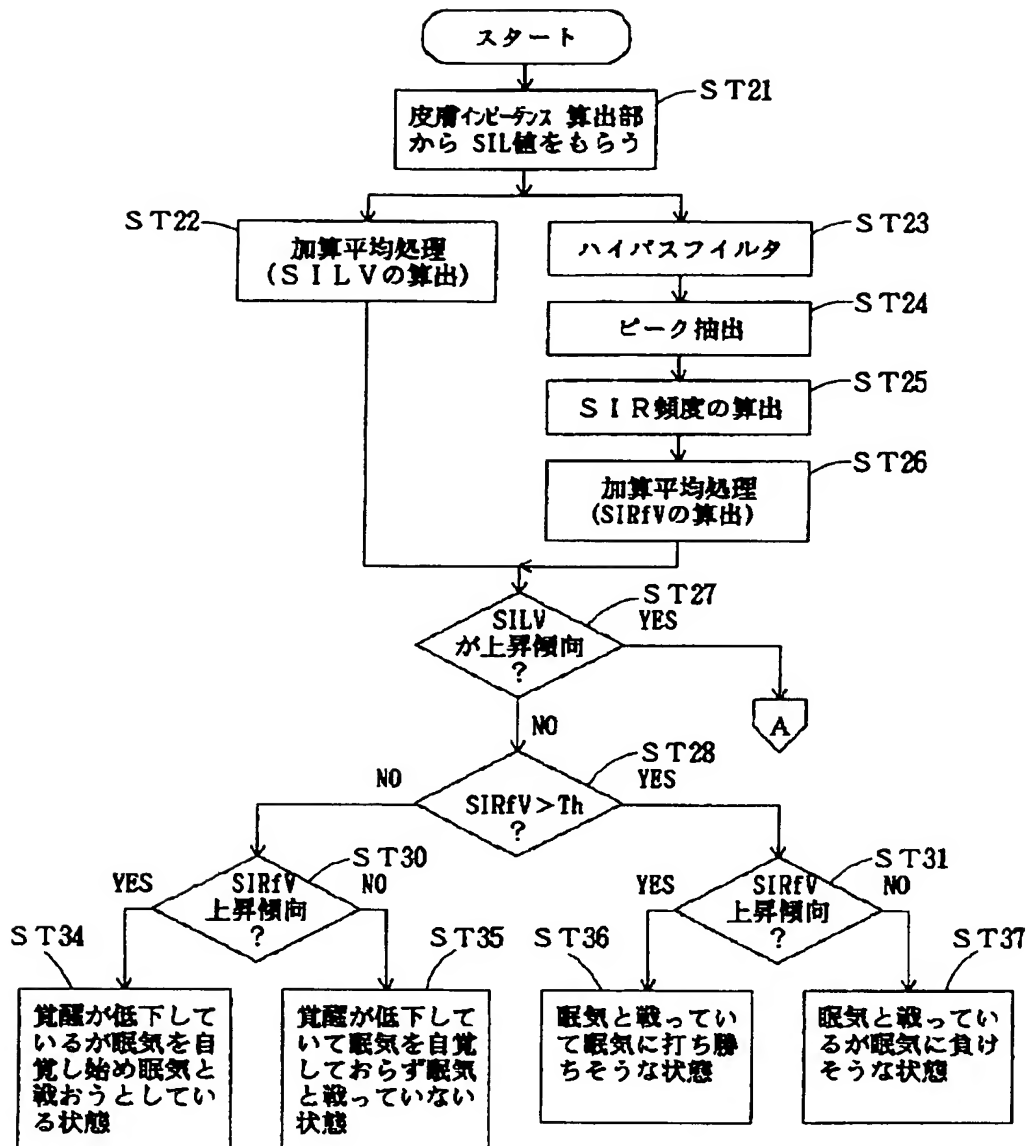 スタート
ST21
皮膚インピーダンス 算出部
から SIL値をもらう
ST22
加算平均処理
(SILVの算出)
ST23
ハイパスフィルタ
ST24
ピーク抽出
ST25
SIR頻度の算出
ST26
加算平均処理
(SIRfVの算出)
ST27
SILV
が上昇傾向
?
YES
A
NO
ST28
NO
SIRfV>Th
?
YES
ST30
YES
SIRfV
上昇傾向
?
NO
ST31
YES
SIRfV
上昇傾向
?
NO
ST34
覚醒が低下して
いるが眠気を自
覚し始め眠気と
戦おうとしてい
る状態
ST35
覚醒が低下して
いて眠気を自覚
しておらず眠気
と戦っていない
状態
ST36
眠気と戦ってい
て眠気に打ち勝
ちそうな状態
ST37
眠気と戦ってい
るが眠気に負け
そうな状態